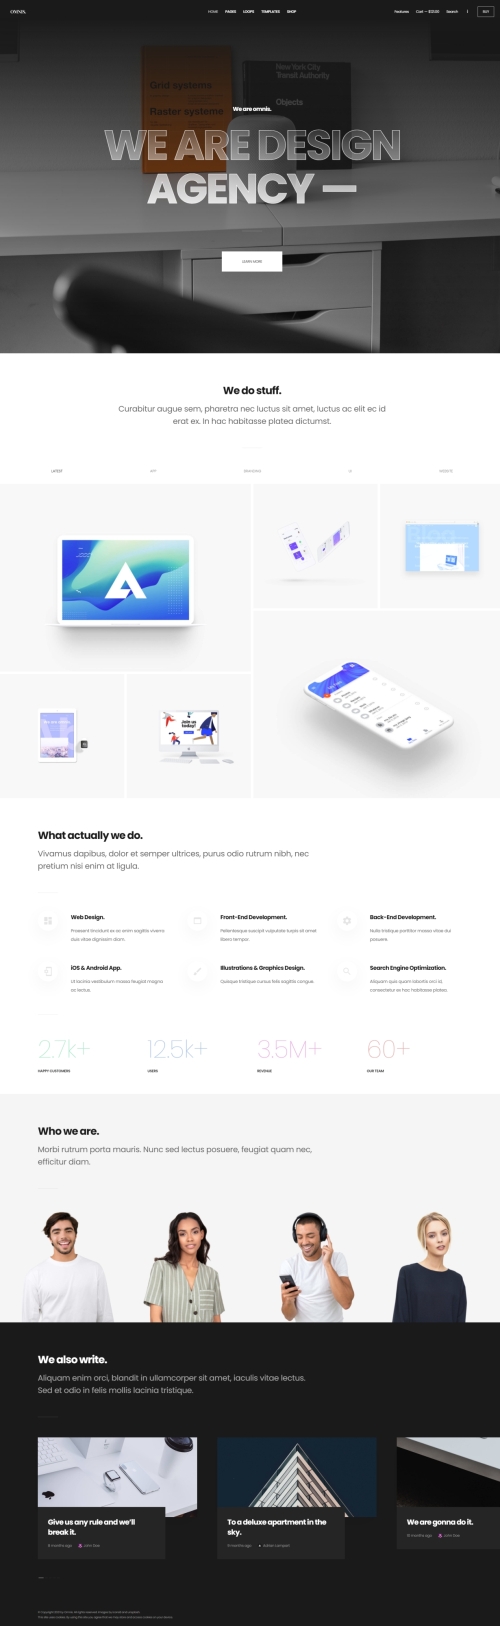 OMNIS.
HOME PAGES LOOPS TEMPLATES SHOP
Features Cart — $10.00 Search
BUY
Grid systems
Raster systems
New York City
Transit Authority
Objects
We are omnis.
WE ARE DESIGN
AGENCY —
LEARN MORE
We do stuff.
Curabitur augue sem, pharetra nec luctus sit amet, luctus ac elit ec id
erat ex. In hac habitasse platea dictumst.
LATEST APP BRANDING UI WEBSITE
Join us
today!
What actually we do.
Vivamus dapibus, dolor et semper ultrices, purus odio rutrum nibh, nec
pretium nisi enim at ligula.
Web Design.
Praesent tincidunt ex ac enim sagittis viverra
duis vitae dignissim diam.
Front-End Development.
Pellentesque suscipit vulputate turpis sit amet
libero tempor.
Back-End Development.
Nulla tristique porttitor massa vitae dui
posuere.
iOS & Android App.
Ut lacinia vestibulum massa feugiat magna
ac rectus.
Illustrations & Graphics Design.
Quisque tristique cursus felis sagittis congue.
Search Engine Optimization.
Aliquam quis quam lobortis orci id,
consectetur ex hac habitasse platea.
2.7k+
HAPPY CUSTOMERS
12.5k+
USERS
3.5M+
REVENUE
60+
OUR TEAM
Who we are.
Morbi rutrum porta mauris. Nunc sed lectus posuere, feugiat quam nec,
efficitur diam.
We also write.
Aliquam enim orci, blandit in ullamcorper sit amet, iaculis vitae lectus.
Sed et odio in felis mollis lacinia tristique.
Give us any rule and we'll
break it.
8 months ago John Doe
To a deluxe apartment in the
sky.
8 months ago
We are gonna do it.
8 months ago John Doe